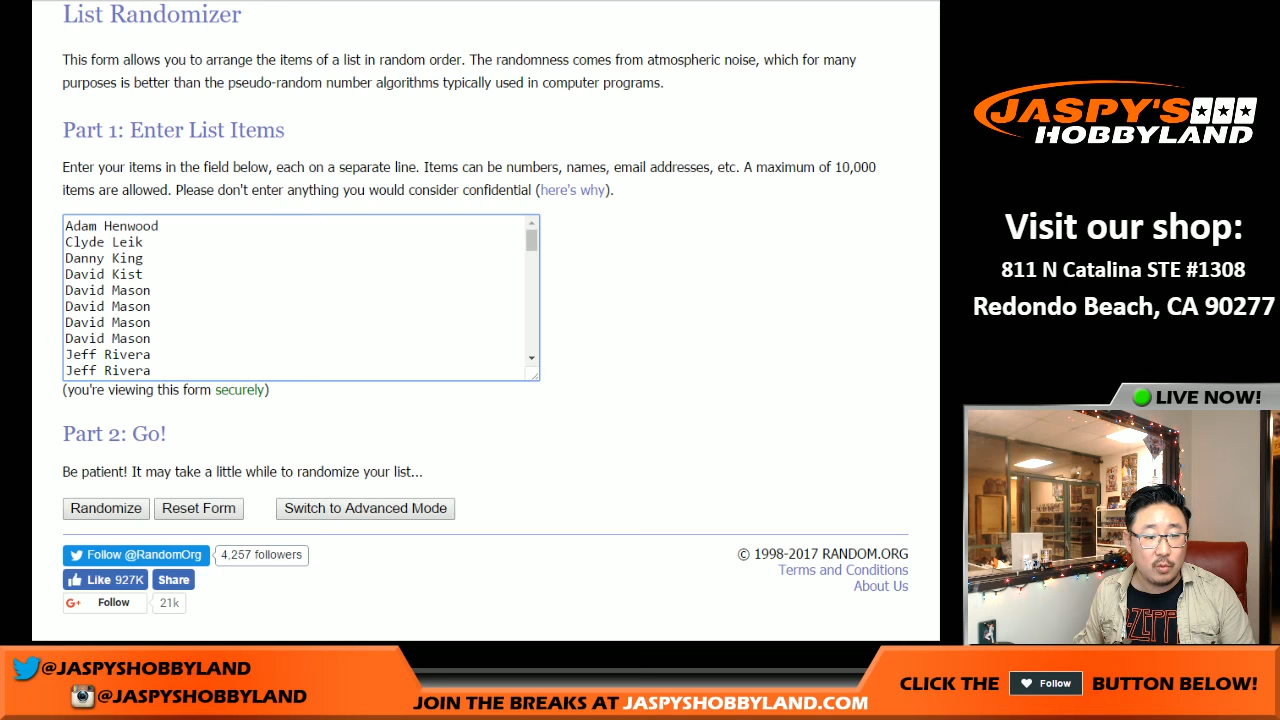 List Randomizer
This form allows you to arrange the items of a list in random order. The randomness comes from atmospheric noise, which for many
purposes is better than the pseudo-random number algorithms typically used in computer programs.
Part 1: Enter List Items
Enter your items in the field below, each on a separate line. Items can be numbers, names, email addresses, etc. A maximum of 10,000
items are allowed. Please don't enter anything you would consider confidential (here's why).
Adam Henwood
Clyde Leik
Danny King
David Kist
David Mason
David Mason
David Mason
David Mason
Jeff Rivera
Jeff Rivera
(you're viewing this form securely)
Part 2: Go!
Be patient! It may take a little while to randomize your list...
Randomize
Reset Form
Switch to Advanced Mode
Follow @RandomOrg
4,257 followers
Like 927K
Share
G+ Follow
21k
© 1998-2017 RANDOM.ORG
Terms and Conditions
About Us
JASPY'S
HOBBYLAND
Visit our shop:
811 N Catalina STE #1308
Redondo Beach, CA 90277
LIVE NOW!
@JASPYSHOBBYLAND
@JASPYSHOBBYLAND
JOIN THE BREAKS AT JASPYSHOBBYLAND.COM
CLICK THE
Follow
BUTTON BELOW!